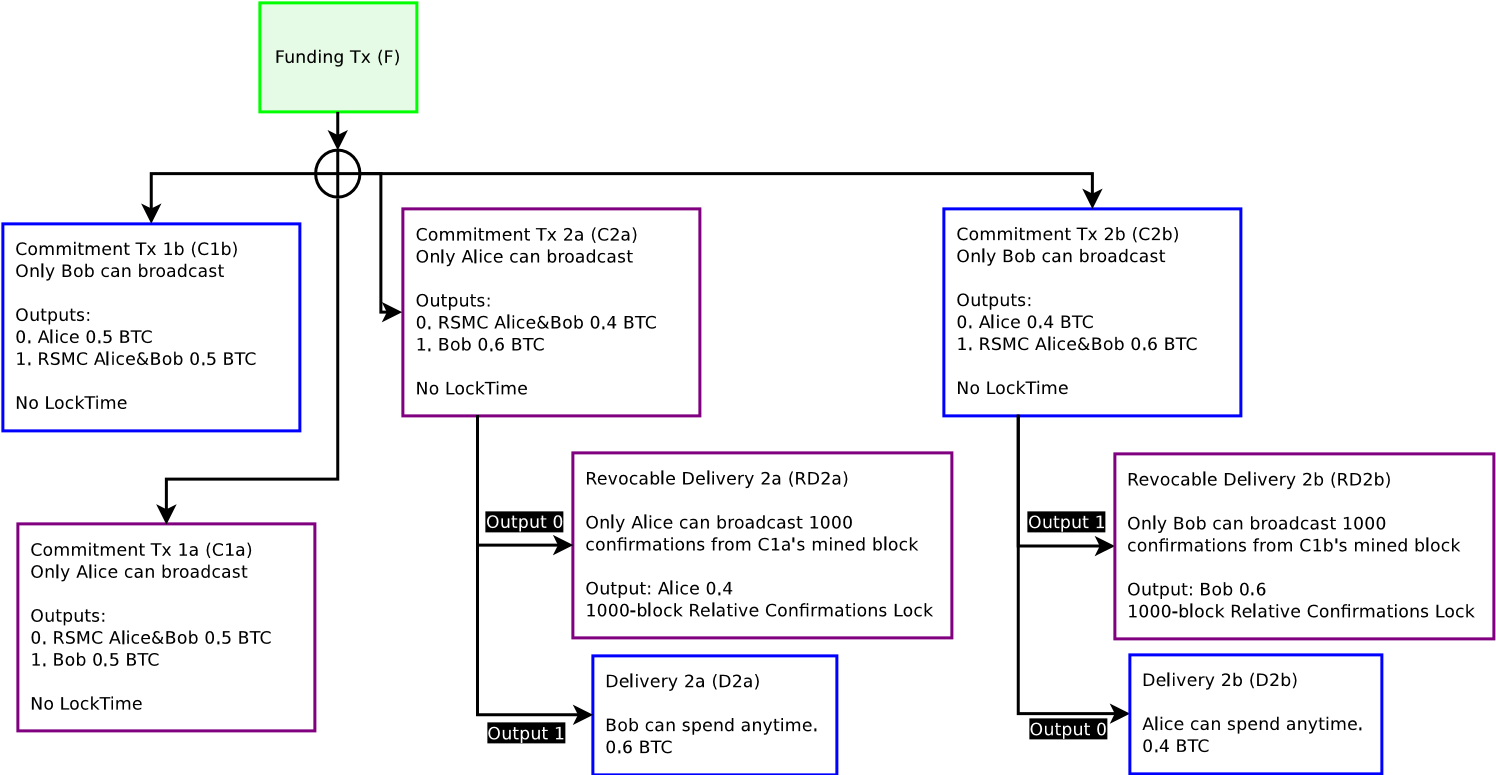 Funding Tx (F)
Commitment Tx 1b (C1b)
Only Bob can broadcast
Outputs:
0. Alice 0.5 BTC
1. RSMC Alice&Bob 0.5 BTC
No LockTime
Commitment Tx 2a (C2a)
Only Alice can broadcast
Outputs:
0. RSMC Alice&Bob 0.4 BTC
1. Bob 0.6 BTC
No LockTime
Commitment Tx 2b (C2b)
Only Bob can broadcast
Outputs:
0. Alice 0.4 BTC
1. RSMC Alice&Bob 0.6 BTC
No LockTime
Commitment Tx 1a (C1a)
Only Alice can broadcast
Outputs:
0. RSMC Alice&Bob 0.5 BTC
1. Bob 0.5 BTC
No LockTime
Output 0
Revocable Delivery 2a (RD2a)
Only Alice can broadcast 1000
confirmations from C1a's mined block
Output: Alice 0.4
1000-block Relative Confirmations Lock
Output 1
Delivery 2a (D2a)
Bob can spend anytime.
0.6 BTC
Output 1
Revocable Delivery 2b (RD2b)
Only Bob can broadcast 1000
confirmations from C1b's mined block
Output: Bob 0.6
1000-block Relative Confirmations Lock
Output 0
Delivery 2b (D2b)
Alice can spend anytime.
0.4 BTC